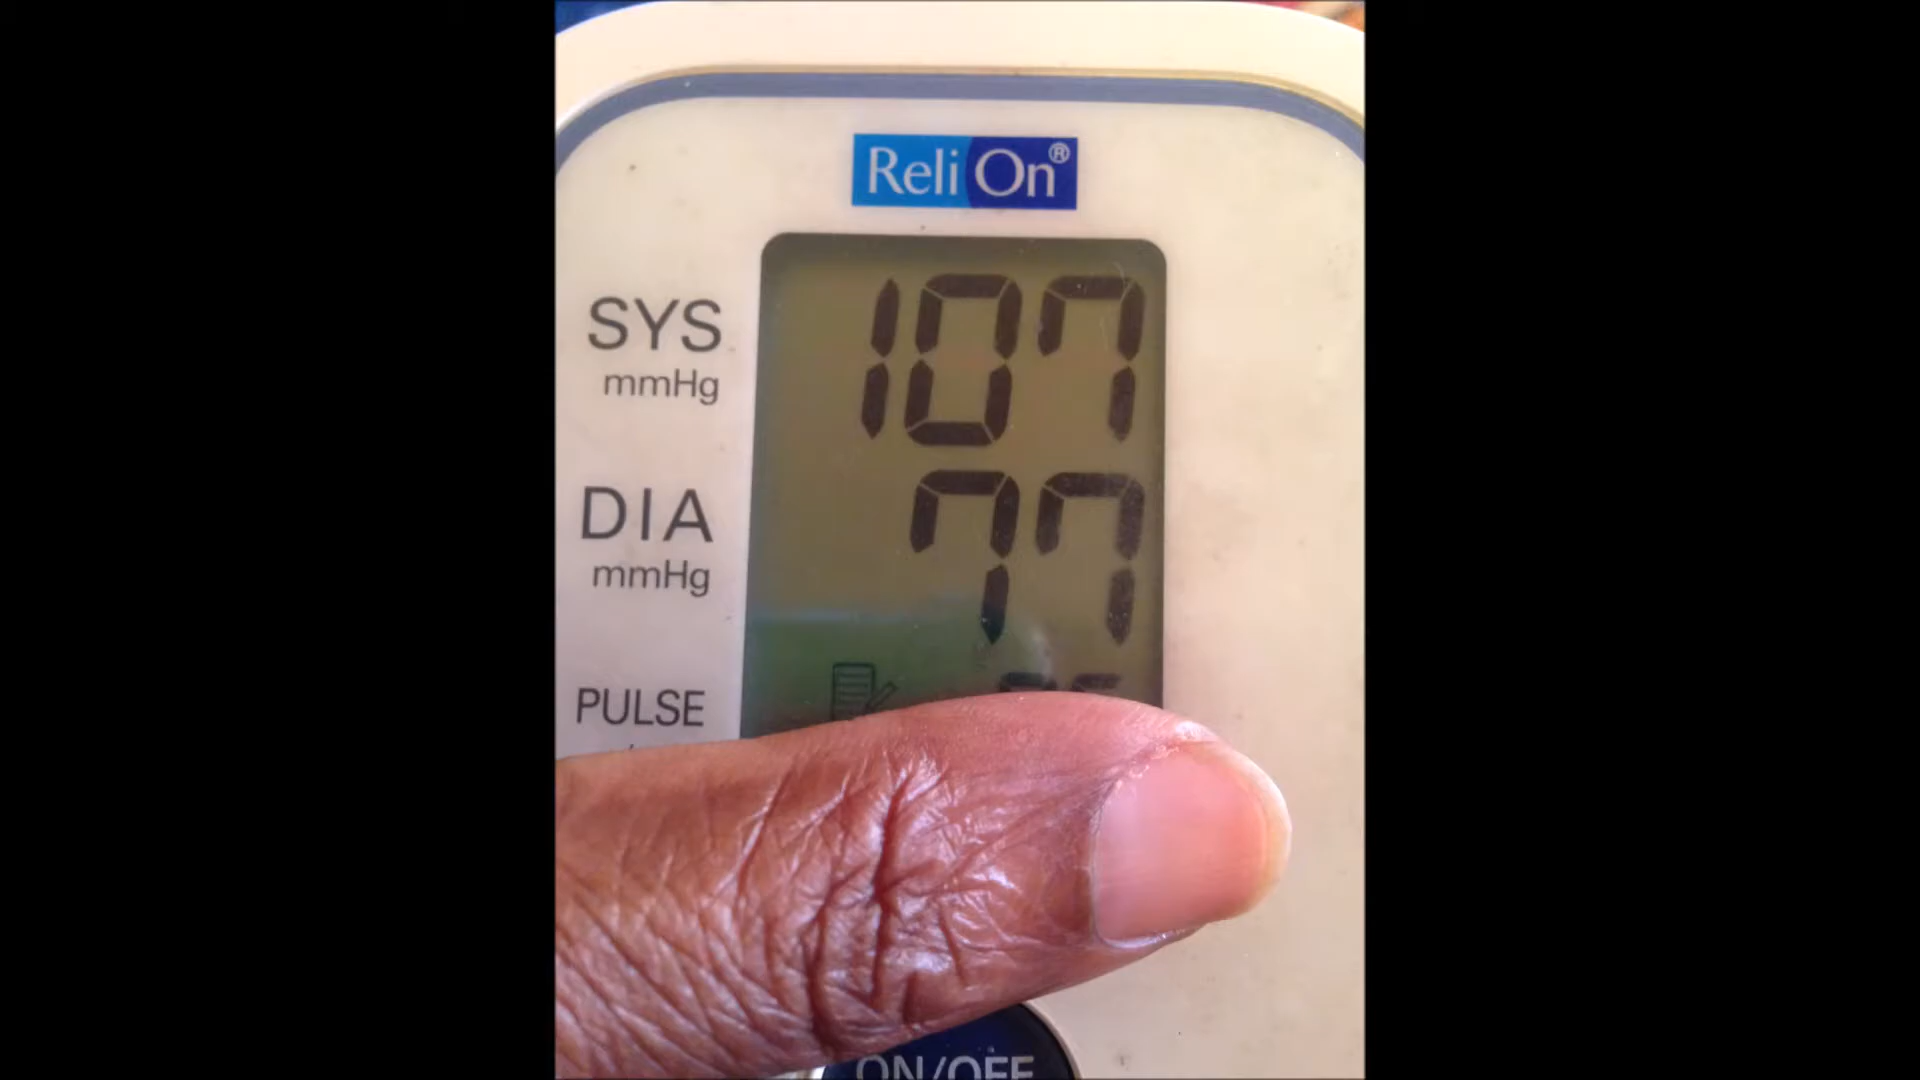 ReliOn®
SYS 107
mmHg
DIA 77
mmHg
PULSE
ON/OFF